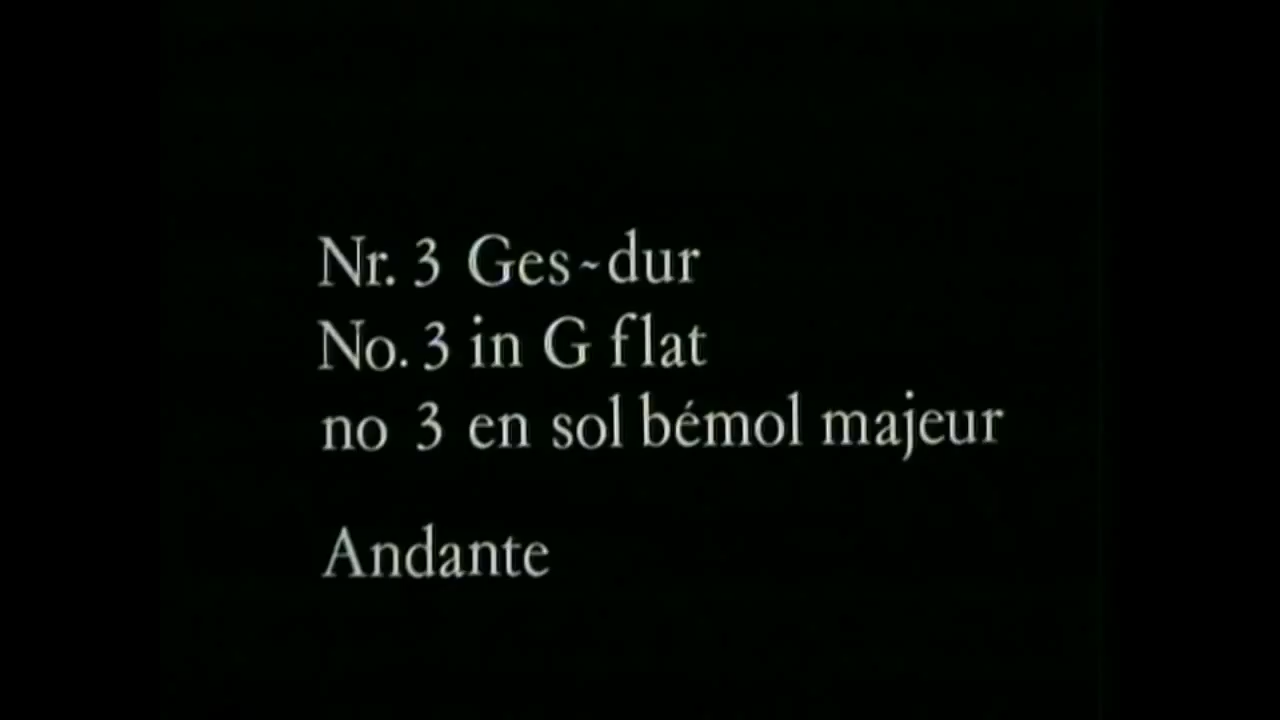 Nr. 3 Ges-dur
No. 3 in G flat
no 3 en sol bémol majeur
Andante